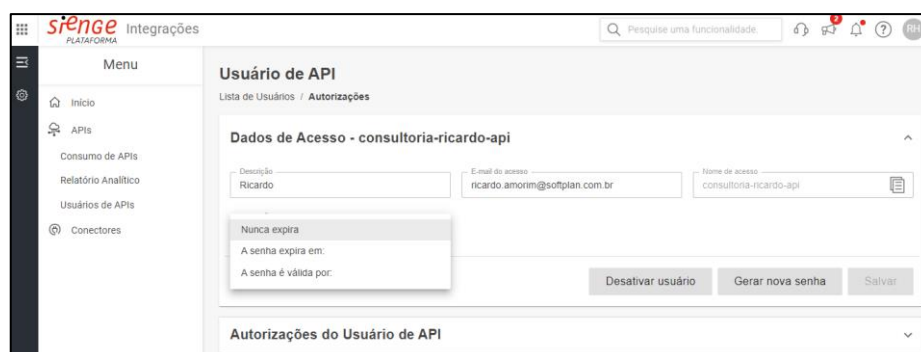 sienge Integrações
PLATAFORMA
Pesquise uma funcionalidade.
?
RH
Menu
Início
APIs
Consumo de APIs
Relatório Analítico
Usuários de APIs
Conectores
Usuário de API
Lista de Usuários / Autorizações
Dados de Acesso - consultoria-ricardo-api
Descrição
Ricardo
E-mail do acesso
ricardo.amorim@softplan.com.br
Nome de acesso
consultoria-ricardo-api
Nunca expira
A senha expira em:
A senha é válida por:
Desativar usuário
Gerar nova senha
Salvar
Autorizações do Usuário de API